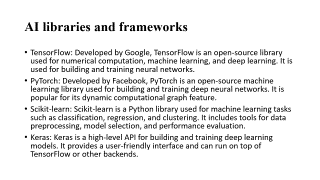 AI libraries and frameworks
• TensorFlow: Developed by Google, TensorFlow is an open-source library
used for numerical computation, machine learning, and deep learning. It is
used for building and training neural networks.
• PyTorch: Developed by Facebook, PyTorch is an open-source machine
learning library used for building and training deep neural networks. It is
popular for its dynamic computational graph feature.
• Scikit-learn: Scikit-learn is a Python library used for machine learning tasks
such as classification, regression, and clustering. It includes tools for data
preprocessing, model selection, and performance evaluation.
• Keras: Keras is a high-level API for building and training deep learning
models. It provides a user-friendly interface and can run on top of
TensorFlow or other backends.